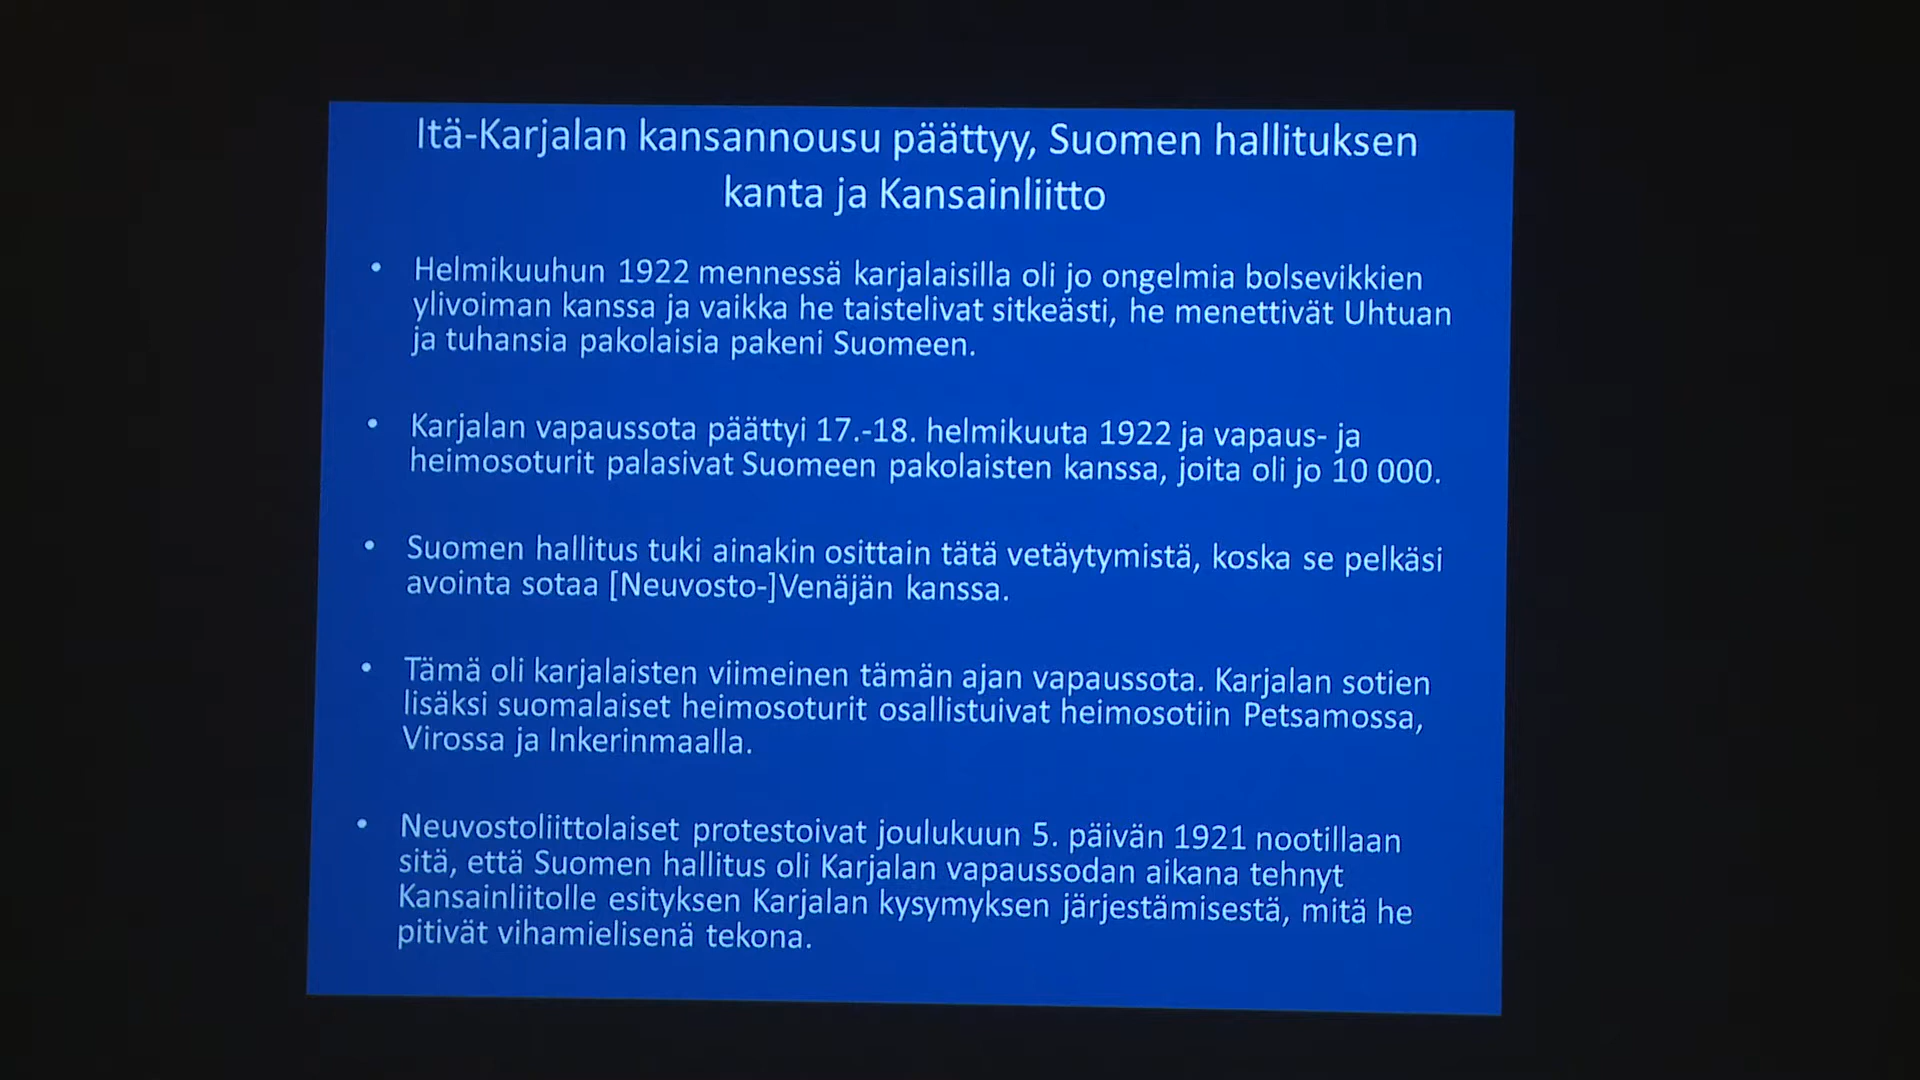 Itä-Karjalan kansannousu päättyy, Suomen hallituksen
kanta ja Kansainliitto
• Helmikuuhun 1922 mennessä karjalaisilla oli jo ongelmia bolsevikkien
ylivoiman kanssa ja vaikka he taistelivat sitkeästi, he menettivät Uhtuan
ja tuhansia pakolaisia pakeni Suomeen.
• Karjalan vapaussota päättyi 17.-18. helmikuuta 1922 ja vapaus- ja
heimosoturit palasivat Suomeen pakolaisten kanssa, joita oli jo 10 000.
• Suomen hallitus tuki ainakin osittain tätä vetäytymistä, koska se pelkäsi
avointa sotaa [Neuvosto-]Venäjän kanssa.
• Tämä oli karjalaisten viimeinen tämän ajan vapaussota. Karjalan sotien
lisäksi suomalaiset heimosoturit osallistuivat heimosotiin Petsamossa,
Virossa ja Inkerinmaalla.
• Neuvostoliittolaiset protestoivat joulukuun 5. päivän 1921 nootillaan
sitä, että Suomen hallitus oli Karjalan vapaussodan aikana tehnyt
Kansainliitolle esityksen Karjalan kysymyksen järjestämisestä, mitä he
pitivät vihamielisenä tekona.